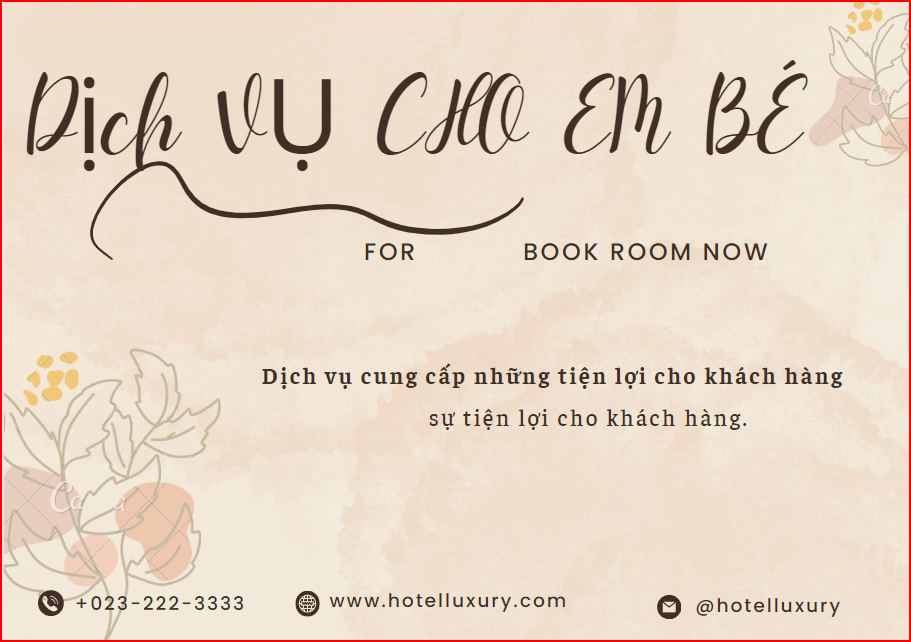 Dịch VỤ CHO EM BÉ
FOR BOOK ROOM NOW
Dịch vụ cung cấp những tiện lợi cho khách hàng
sự tiện lợi cho khách hàng.
+023-222-3333 www.hotelluxury.com @hotelluxury